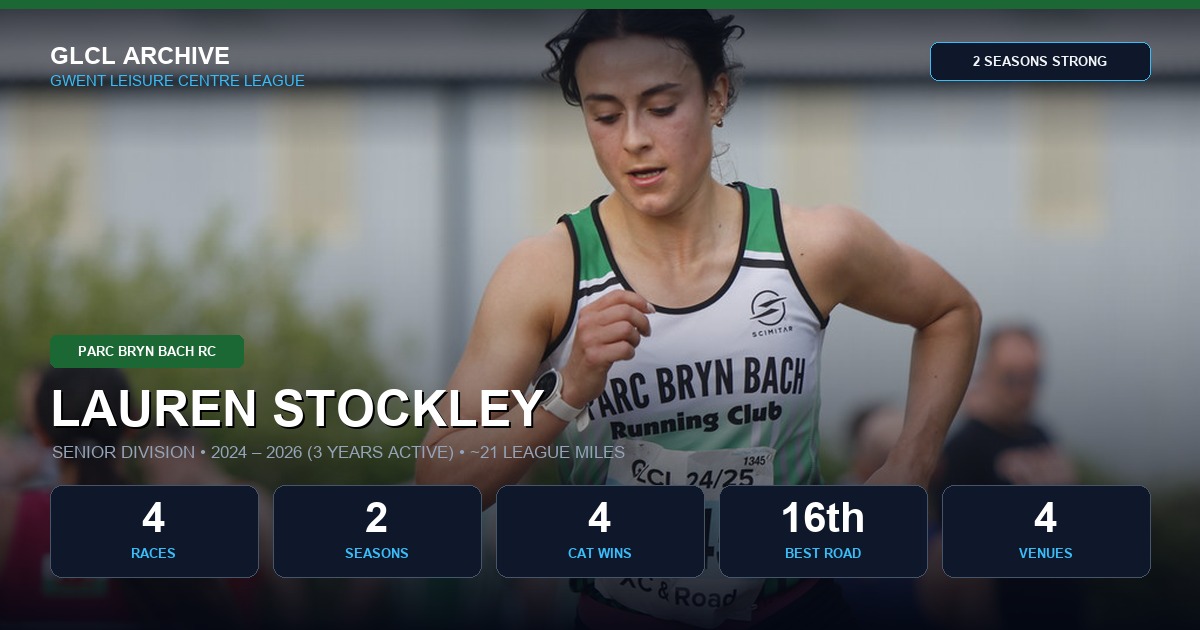 GLCL ARCHIVE
GWENT LEISURE CENTRE LEAGUE
2 SEASONS STRONG
SCIMITAR
PARC BRYN BACH
Running Club
PARC BRYN BACH RC
LAUREN STOCKLEY
SENIOR DIVISION • 2024 – 2026 (3 YEARS ACTIVE) • ~21 LEAGUE MILES
1345
GLCL 24/25
4
RACES
2
SEASONS
4
CAT WINS
16th
BEST ROAD
4
VENUES
XC & Road